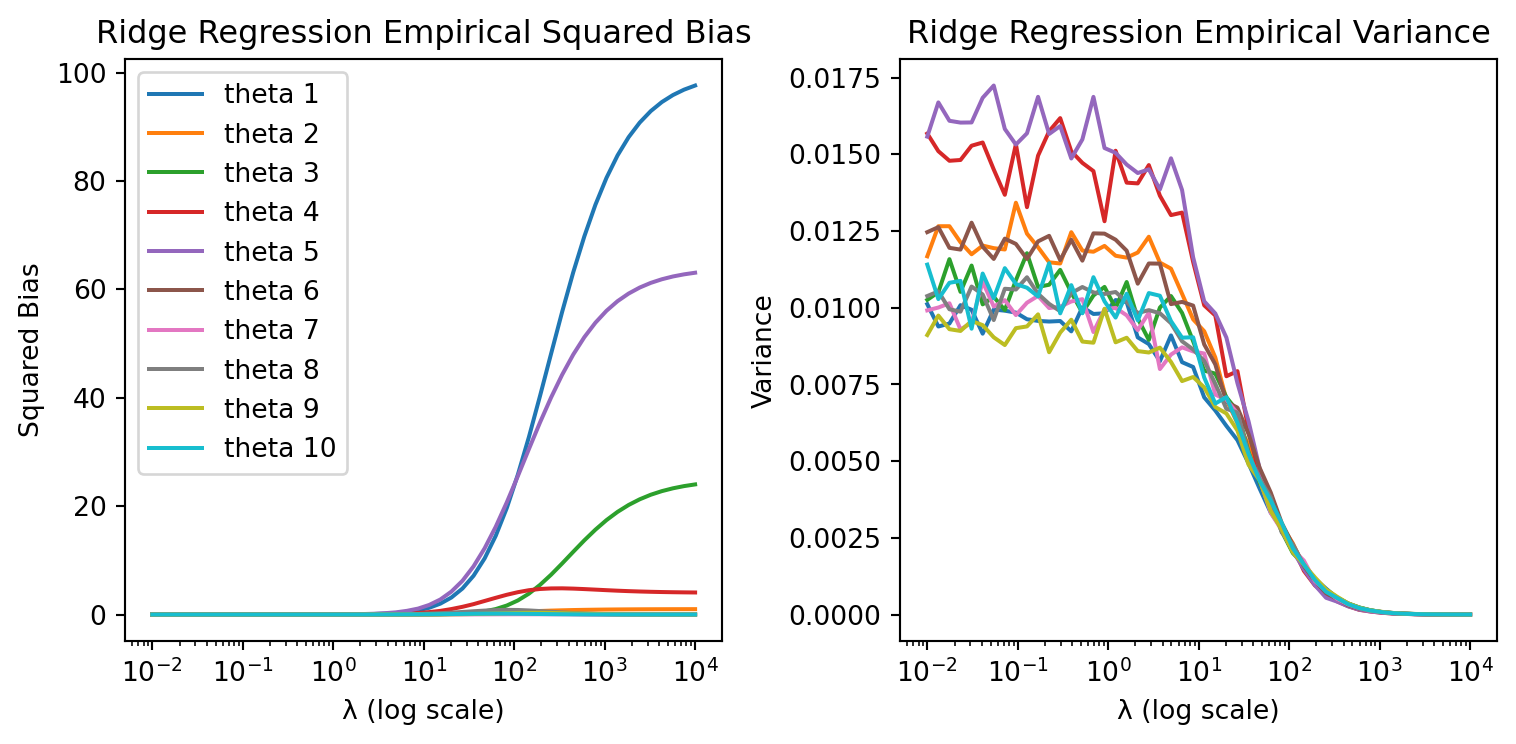 Ridge Regression Empirical Squared Bias
100
80
60
40
20
0
Squared Bias
theta 1
theta 2
theta 3
theta 4
theta 5
theta 6
theta 7
theta 8
theta 9
theta 10
10⁻² 10⁻¹ 10⁰ 10¹ 10² 10³ 10⁴
λ (log scale)
Ridge Regression Empirical Variance
0.0175
0.0150
0.0125
0.0100
0.0075
0.0050
0.0025
0.0000
Variance
10⁻² 10⁻¹ 10⁰ 10¹ 10² 10³ 10⁴
λ (log scale)